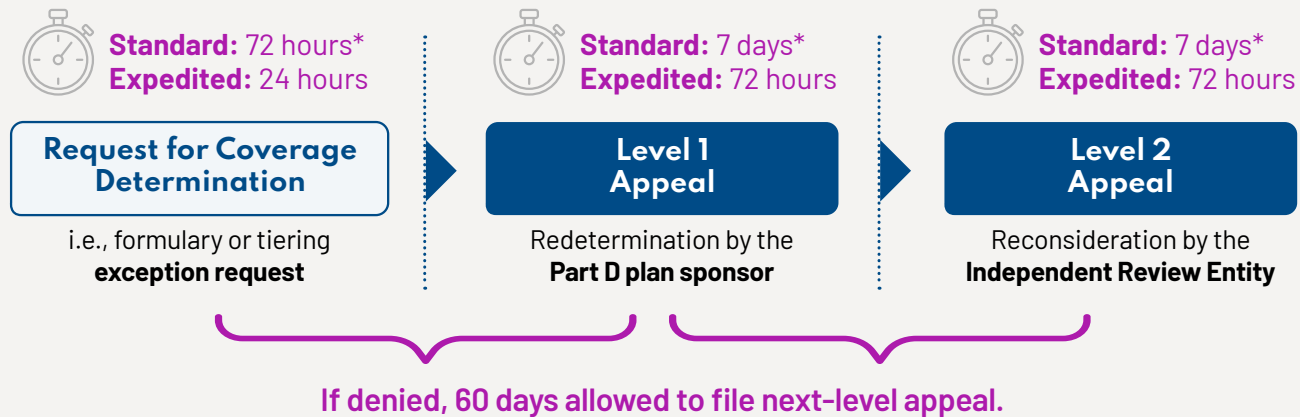 Standard: 72 hours*
Expedited: 24 hours
Request for Coverage
Determination
i.e., formulary or tiering
exception request
Standard: 7 days*
Expedited: 72 hours
Level 1
Appeal
Redetermination by the
Part D plan sponsor
Standard: 7 days*
Expedited: 72 hours
Level 2
Appeal
Reconsideration by the
Independent Review Entity
If denied, 60 days allowed to file next-level appeal.